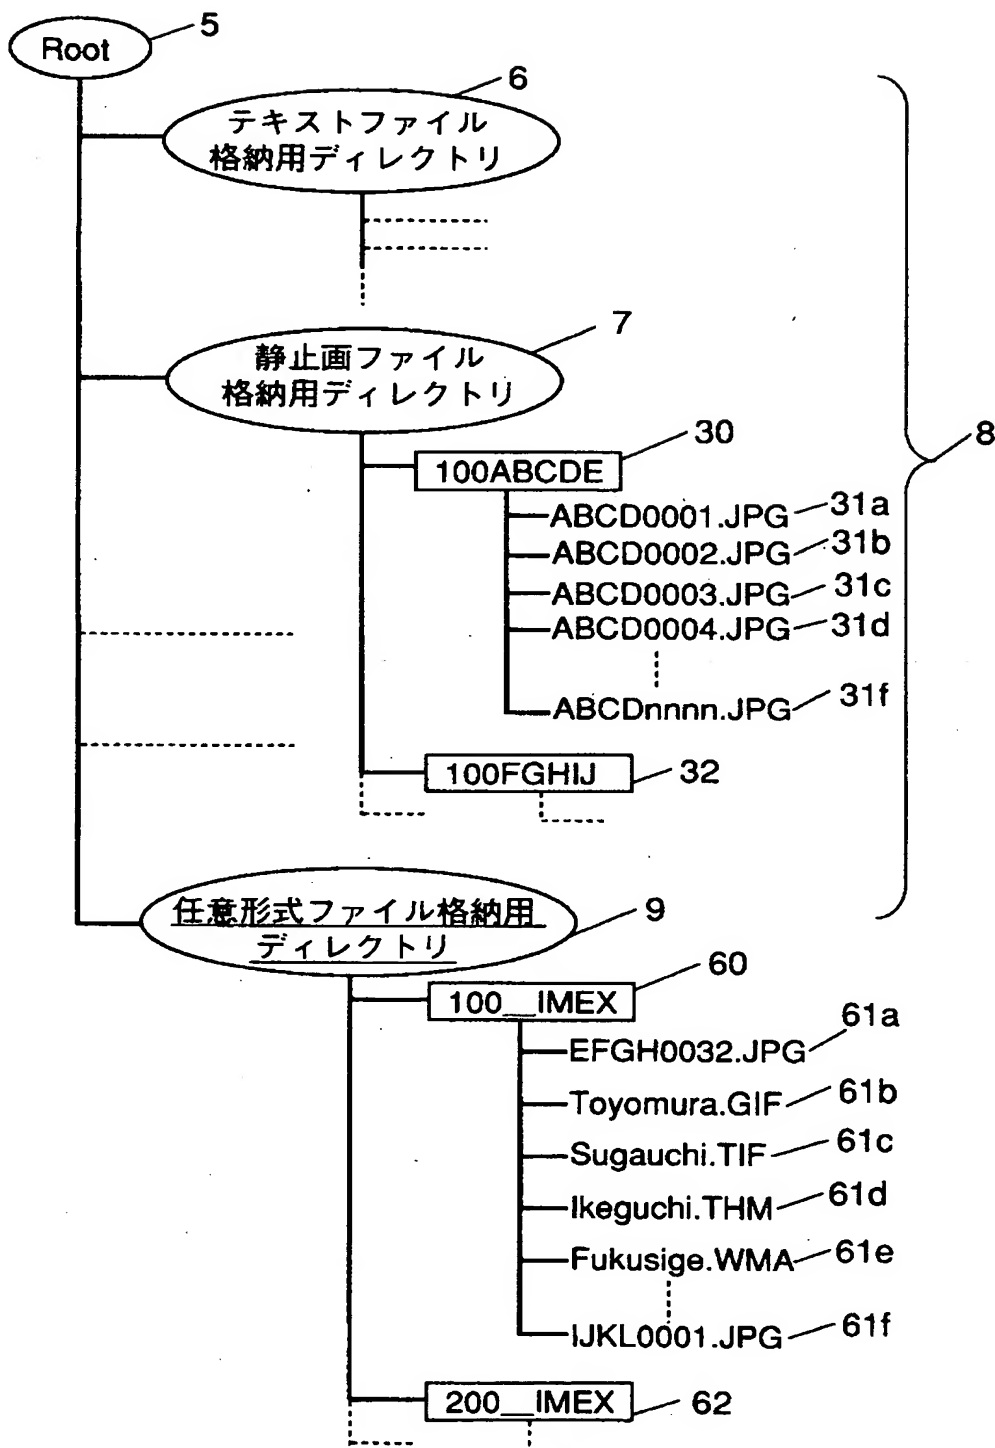 Root
5
6
テキストファイル
格納用ディレクトリ
7
静止画ファイル
格納用ディレクトリ
8
30
100ABCDE
ABCD0001.JPG
31a
ABCD0002.JPG
31b
ABCD0003.JPG
31c
ABCD0004.JPG
31d
ABCDnnnn.JPG
31f
100FGHIJ
32
任意形式ファイル格納用
ディレクトリ
9
60
100__IMEX
61a
EFGH0032.JPG
Toyomura.GIF
61b
Sugauchi.TIF
61c
Ikeguchi.THM
61d
Fukusige.WMA
61e
IJKL0001.JPG
61f
200__IMEX
62